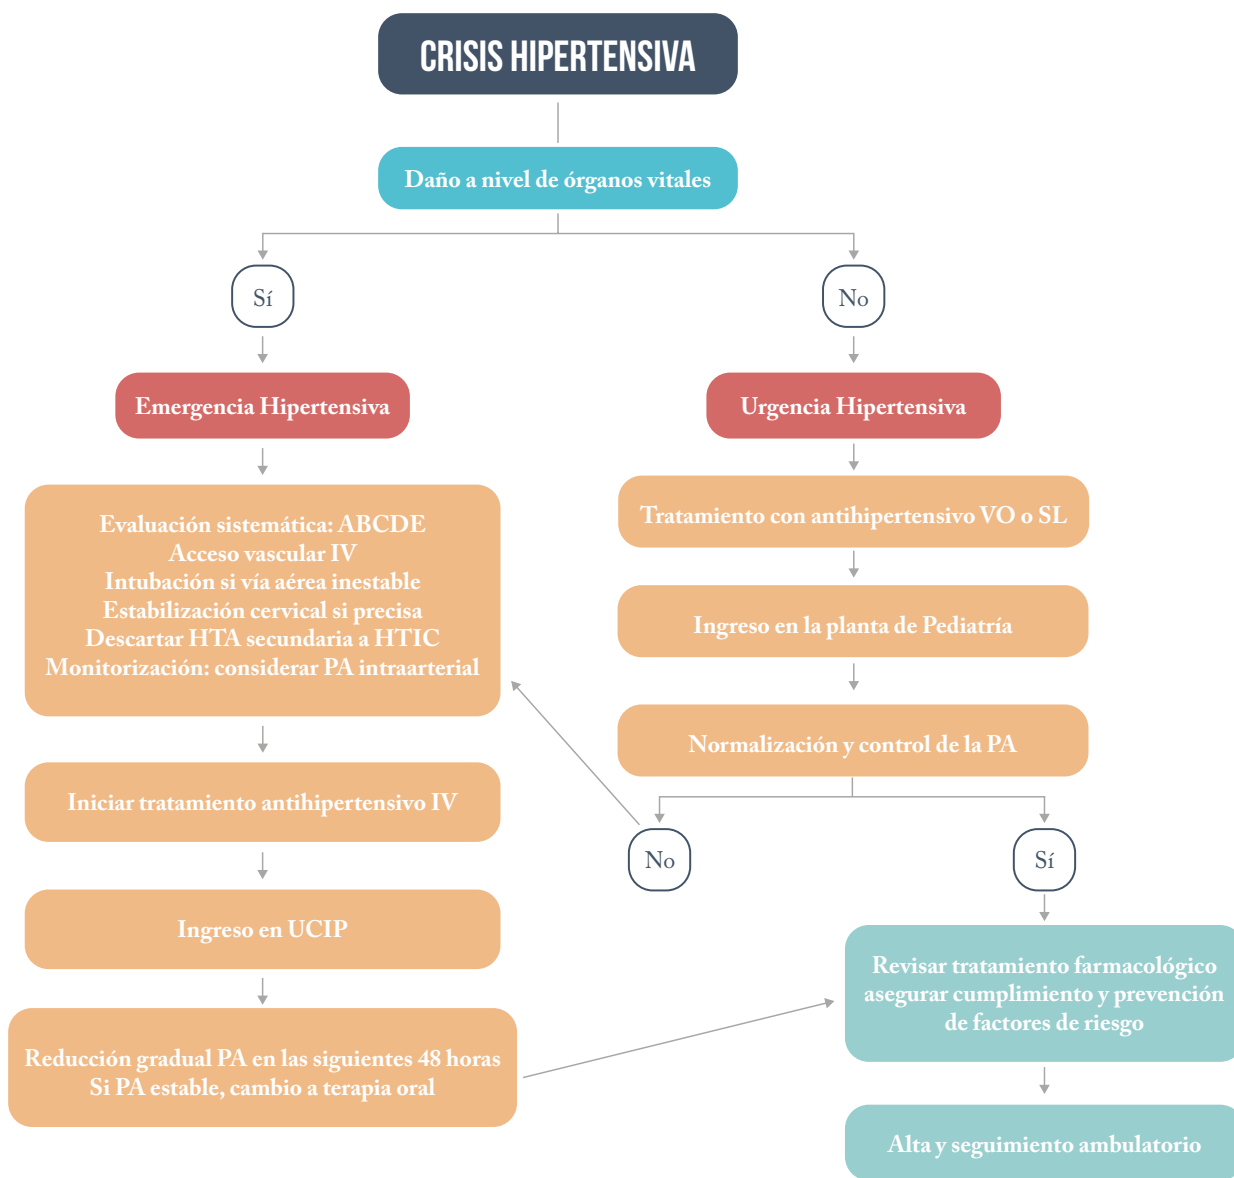 CRISIS HIPERTENSIVA
Daño a nivel de órganos vitales
Sí
No
Emergencia Hipertensiva
Urgencia Hipertensiva
Evaluación sistemática: ABCDE
Acceso vascular IV
Intubación si vía aérea inestable
Estabilización cervical si precisa
Descartar HTA secundaria a HTIC
Monitorización: considerar PA intraarterial
Tratamiento con antihipertensivo VO o SL
Ingreso en la planta de Pediatría
Normalización y control de la PA
Iniciar tratamiento antihipertensivo IV
No
Sí
Ingreso en UCIP
Revisar tratamiento farmacológico
asegurar cumplimiento y prevención
de factores de riesgo
Reducción gradual PA en las siguientes 48 horas
Si PA estable, cambio a terapia oral
Alta y seguimiento ambulatorio